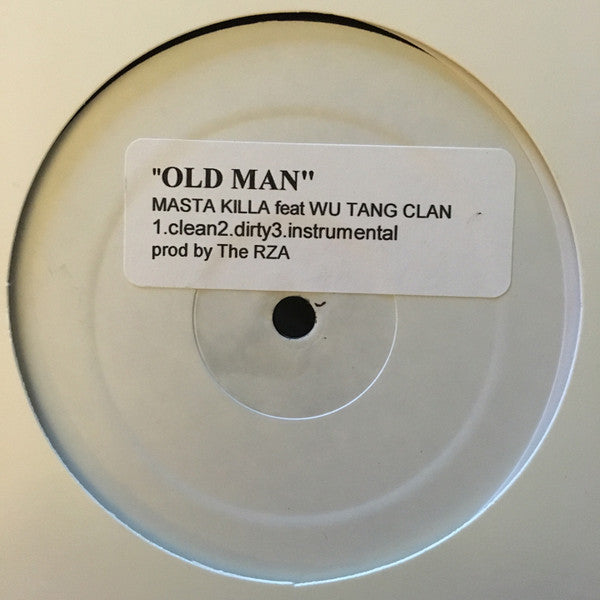 "OLD MAN"
MASTA KILLA feat WU TANG CLAN
1.clean2.dirty3.instrumental
prod by The RZA